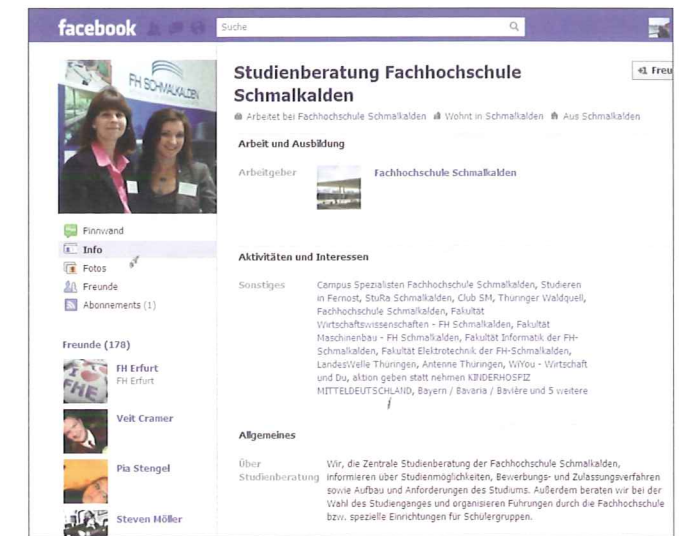 facebook
Suche
FH SCHMALKALDEN
Studienberatung Fachhochschule
Schmalkalden
+1 Freu
Arbeitet bei Fachhochschule Schmalkalden Wohnt in Schmalkalden Aus Schmalkalden
Arbeit und Ausbildung
Arbeitgeber
Fachhochschule Schmalkalden
Pinnwand
Info
Fotos
Freunde
Abonnements (1)
Aktivitäten und Interessen
Sonstiges
Campus Spezialisten Fachhochschule Schmalkalden, Studieren
in Fernost, StuRa Schmalkalden, Club SM, Thüringer Waldquell,
Fachhochschule Schmalkalden, Fakultät
Wirtschaftswissenschaften - FH Schmalkalden, Fakultät
Maschinenbau - FH Schmalkalden, Fakultät Informatik der FH-
Schmalkalden, Fakultät Elektrotechnik der FH-Schmalkalden,
LandesWelle Thüringen, Antenne Thüringen, WiYou - Wirtschaft
und Du, aktion geben statt nehmen KINDERHOSPIZ
MITTELDEUTSCHLAND, Bayern / Bavaria / Bavière und 5 weitere
Freunde (178)
I FHE
FH Erfurt
FH Erfurt
Veit Cramer
Pia Stengel
Steven Möller
Allgemeines
Über
Studienberatung
Wir, die Zentrale Studienberatung der Fachhochschule Schmalkalden,
informieren über Studienmöglichkeiten, Bewerbungs- und Zulassungsverfahren
sowie Aufbau und Anforderungen des Studiums. Außerdem beraten wir bei der
Wahl des Studienganges und organisieren Führungen durch die Fachhochschule
bzw. spezielle Einrichtungen für Schülergruppen.